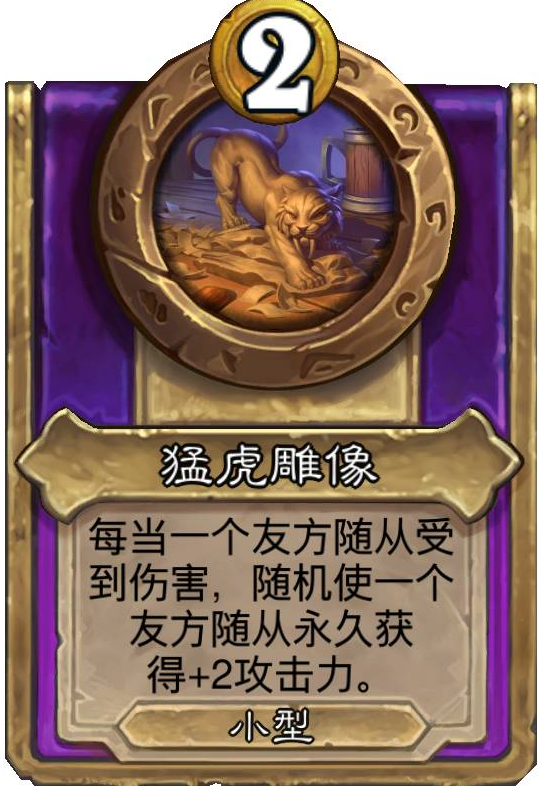 2
猛虎雕像
每当一个友方随从受
到伤害，随机使一个
友方随从永久获
得+2攻击力。
小型